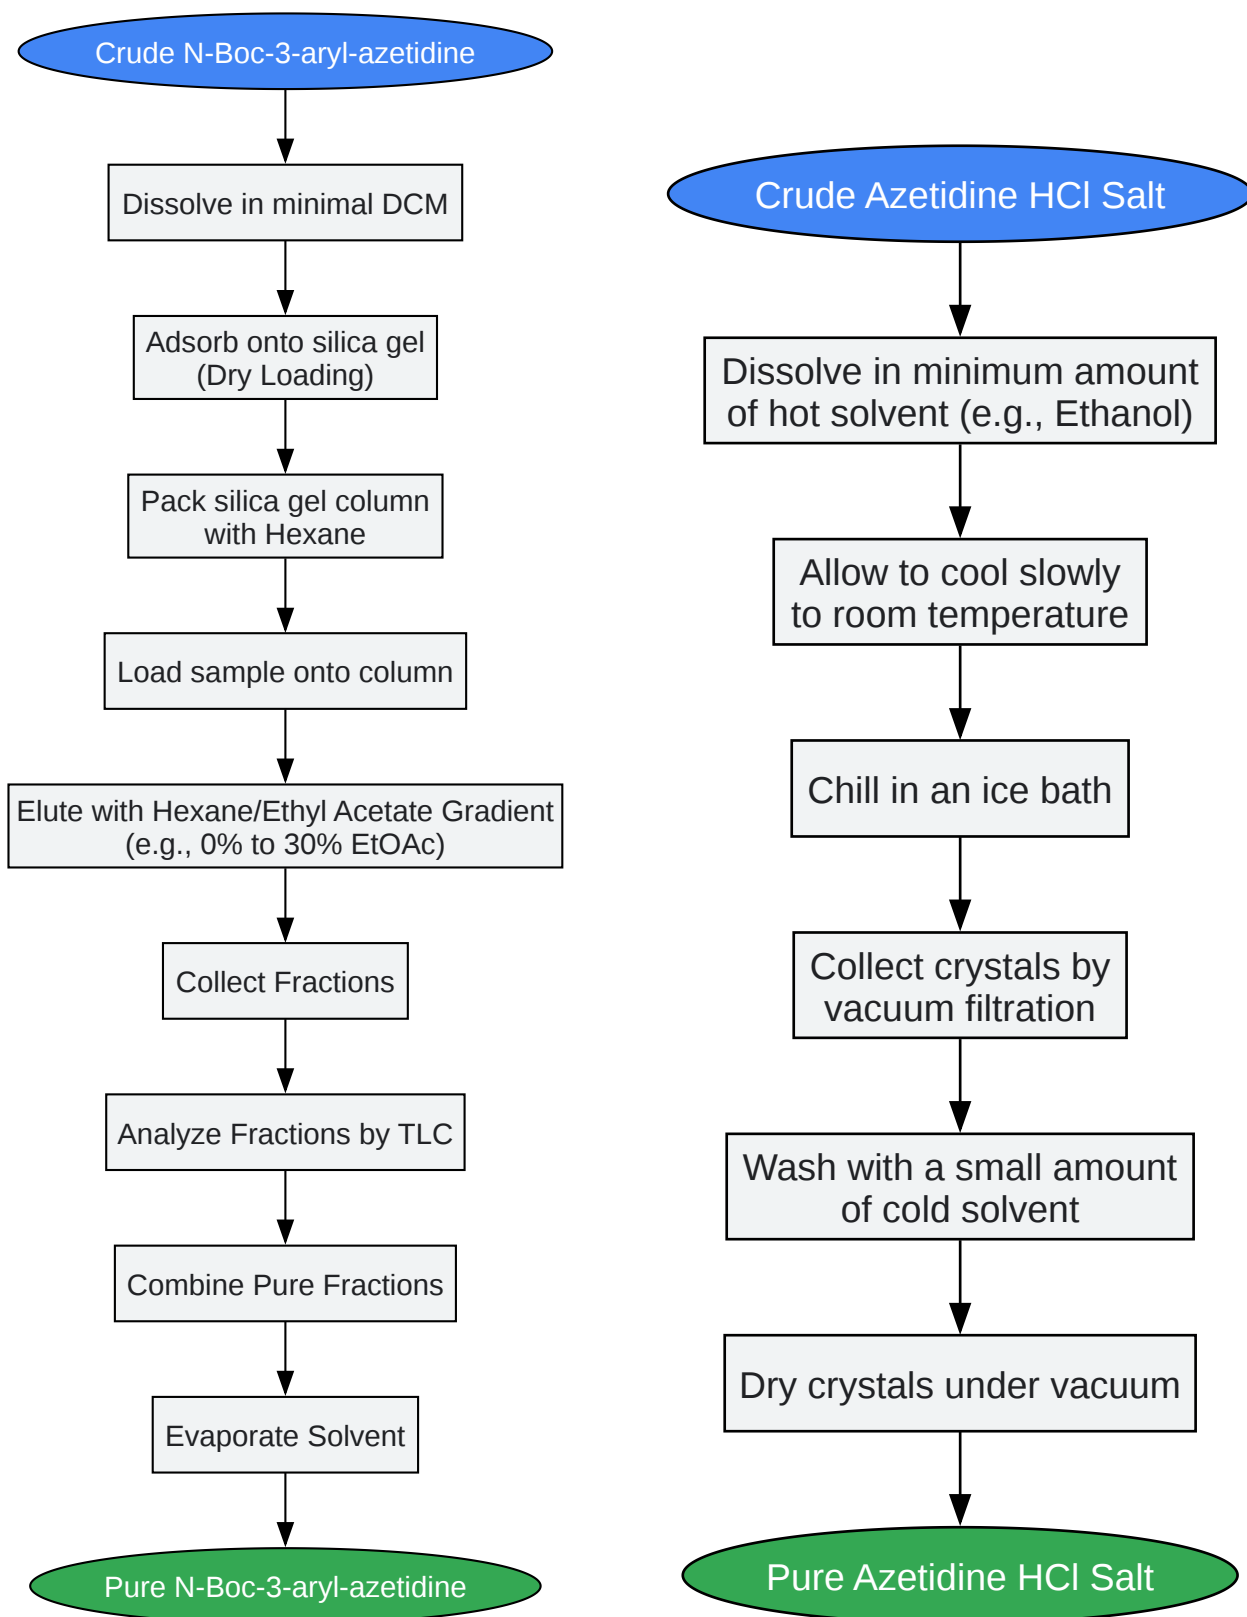 Crude N-Boc-3-aryl-azetidine
Dissolve in minimal DCM
Adsorb onto silica gel
(Dry Loading)
Pack silica gel column
with Hexane
Load sample onto column
Elute with Hexane/Ethyl Acetate Gradient
(e.g., 0% to 30% EtOAc)
Collect Fractions
Analyze Fractions by TLC
Combine Pure Fractions
Evaporate Solvent
Pure N-Boc-3-aryl-azetidine
Crude Azetidine HCl Salt
Dissolve in minimum amount
of hot solvent (e.g., Ethanol)
Allow to cool slowly
to room temperature
Chill in an ice bath
Collect crystals by
vacuum filtration
Wash with a small amount
of cold solvent
Dry crystals under vacuum
Pure Azetidine HCl Salt